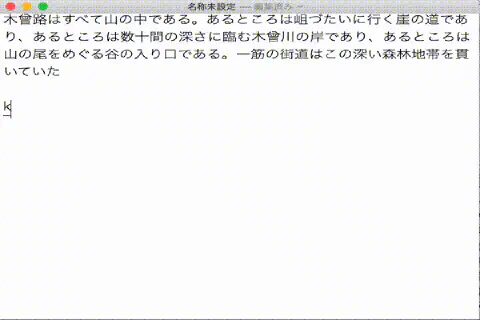 名称未設定 — 編集済み
木曾路はすべて山の中である。あるところは岨づたいに行く崖の道であ
り、あるところは数十間の深さに臨む木曾川の岸であり、あるところは
山の尾をめぐる谷の入り口である。一筋の街道はこの深い森林地帯を貫
いていた